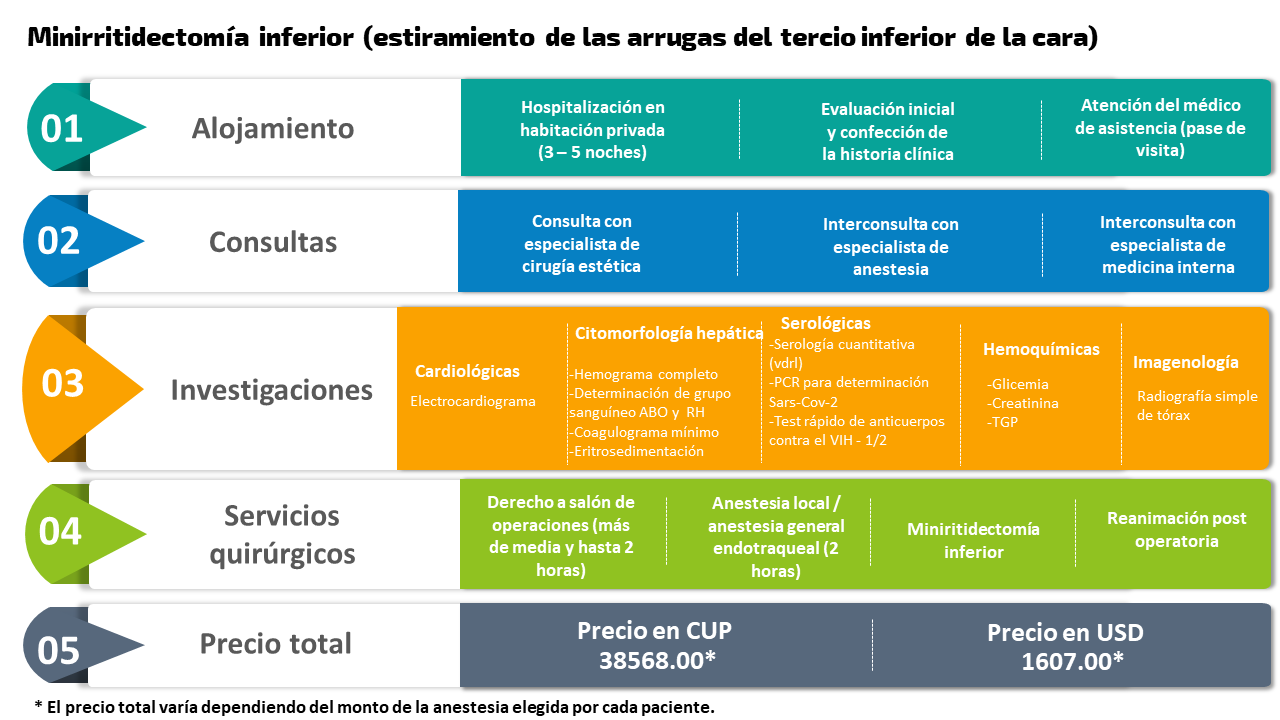 Minirritidectomía inferior (estiramiento de las arrugas del tercio inferior de la cara)
01
Alojamiento
Hospitalización en
habitación privada
(3 – 5 noches)
Evaluación inicial
y confección de
la historia clínica
Atención del médico
de asistencia (pase de
visita)
02
Consultas
Consulta con
especialista de
cirugía estética
Interconsulta con
especialista de
anestesia
Interconsulta con
especialista de
medicina interna
03
Investigaciones
Cardiológicas
Electrocardiograma
Citomorfología hepática
-Hemograma completo
-Determinación de grupo
sanguíneo ABO y RH
-Coagulograma mínimo
-Eritrosedimentación
Serológicas
-Serología cuantitativa
(vdrl)
-PCR para determinación
Sars-Cov-2
-Test rápido de anticuerpos
contra el VIH - 1/2
Hemoquímicas
-Glicemia
-Creatinina
-TGP
Imagenología
Radiografía simple
de tórax
04
Servicios
quirúrgicos
Derecho a salón de
operaciones (más
de media y hasta 2
horas)
Anestesia local /
anestesia general
endotraqueal (2
horas)
Miniritidectomía
inferior
Reanimación post
operatoria
05
Precio total
Precio en CUP
38568.00*
Precio en USD
1607.00*
* El precio total varía dependiendo del monto de la anestesia elegida por cada paciente.